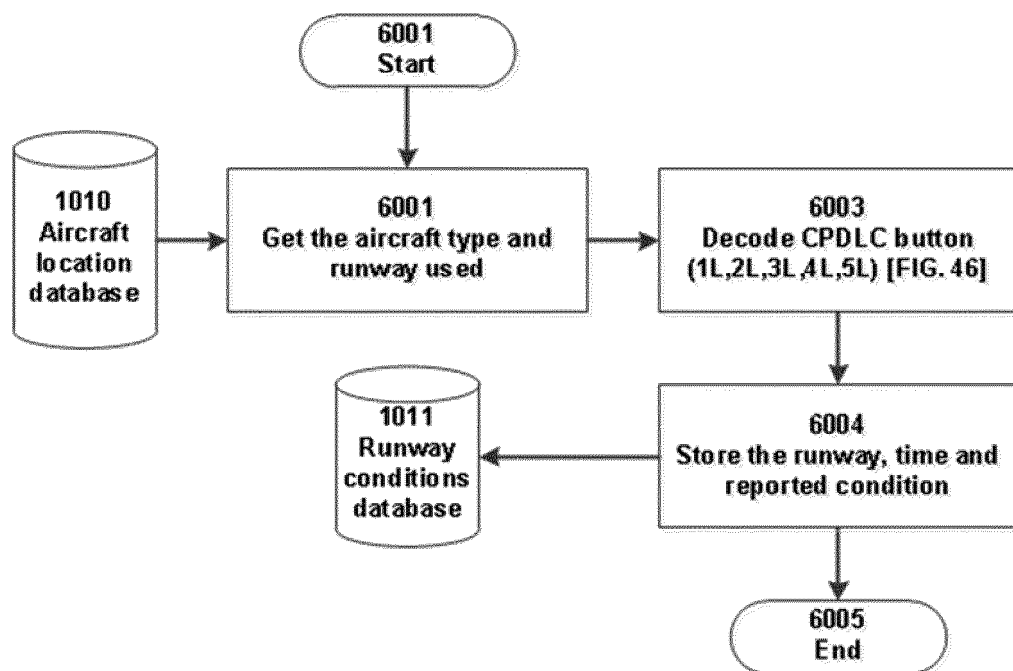 6001
Start
1010
Aircraft
location
database
6001
Get the aircraft type and
runway used
6003
Decode CPDLC button
(1L,2L,3L,4L,5L) [FIG. 46]
1011
Runway
conditions
database
6004
Store the runway, time and
reported condition
6005
End